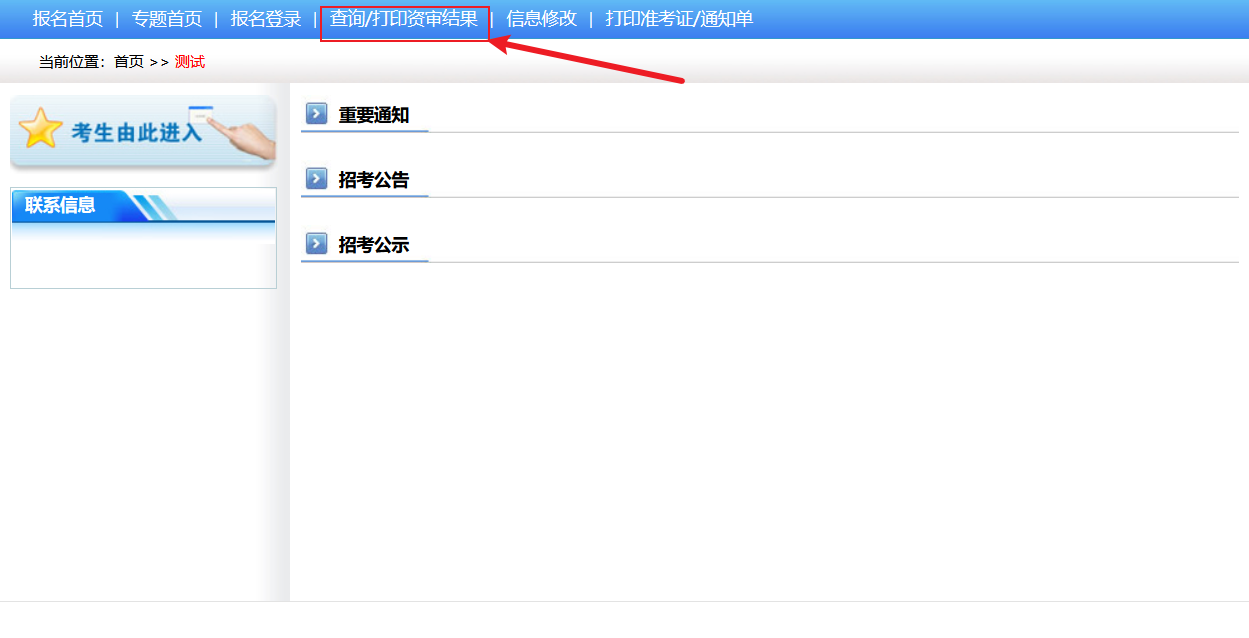 报名首页 | 专题首页 | 报名登录 | 查询/打印资审结果 | 信息修改 | 打印准考证/通知单
当前位置：首页 >> 测试
考生由此进入
联系信息
重要通知
招考公告
招考公示